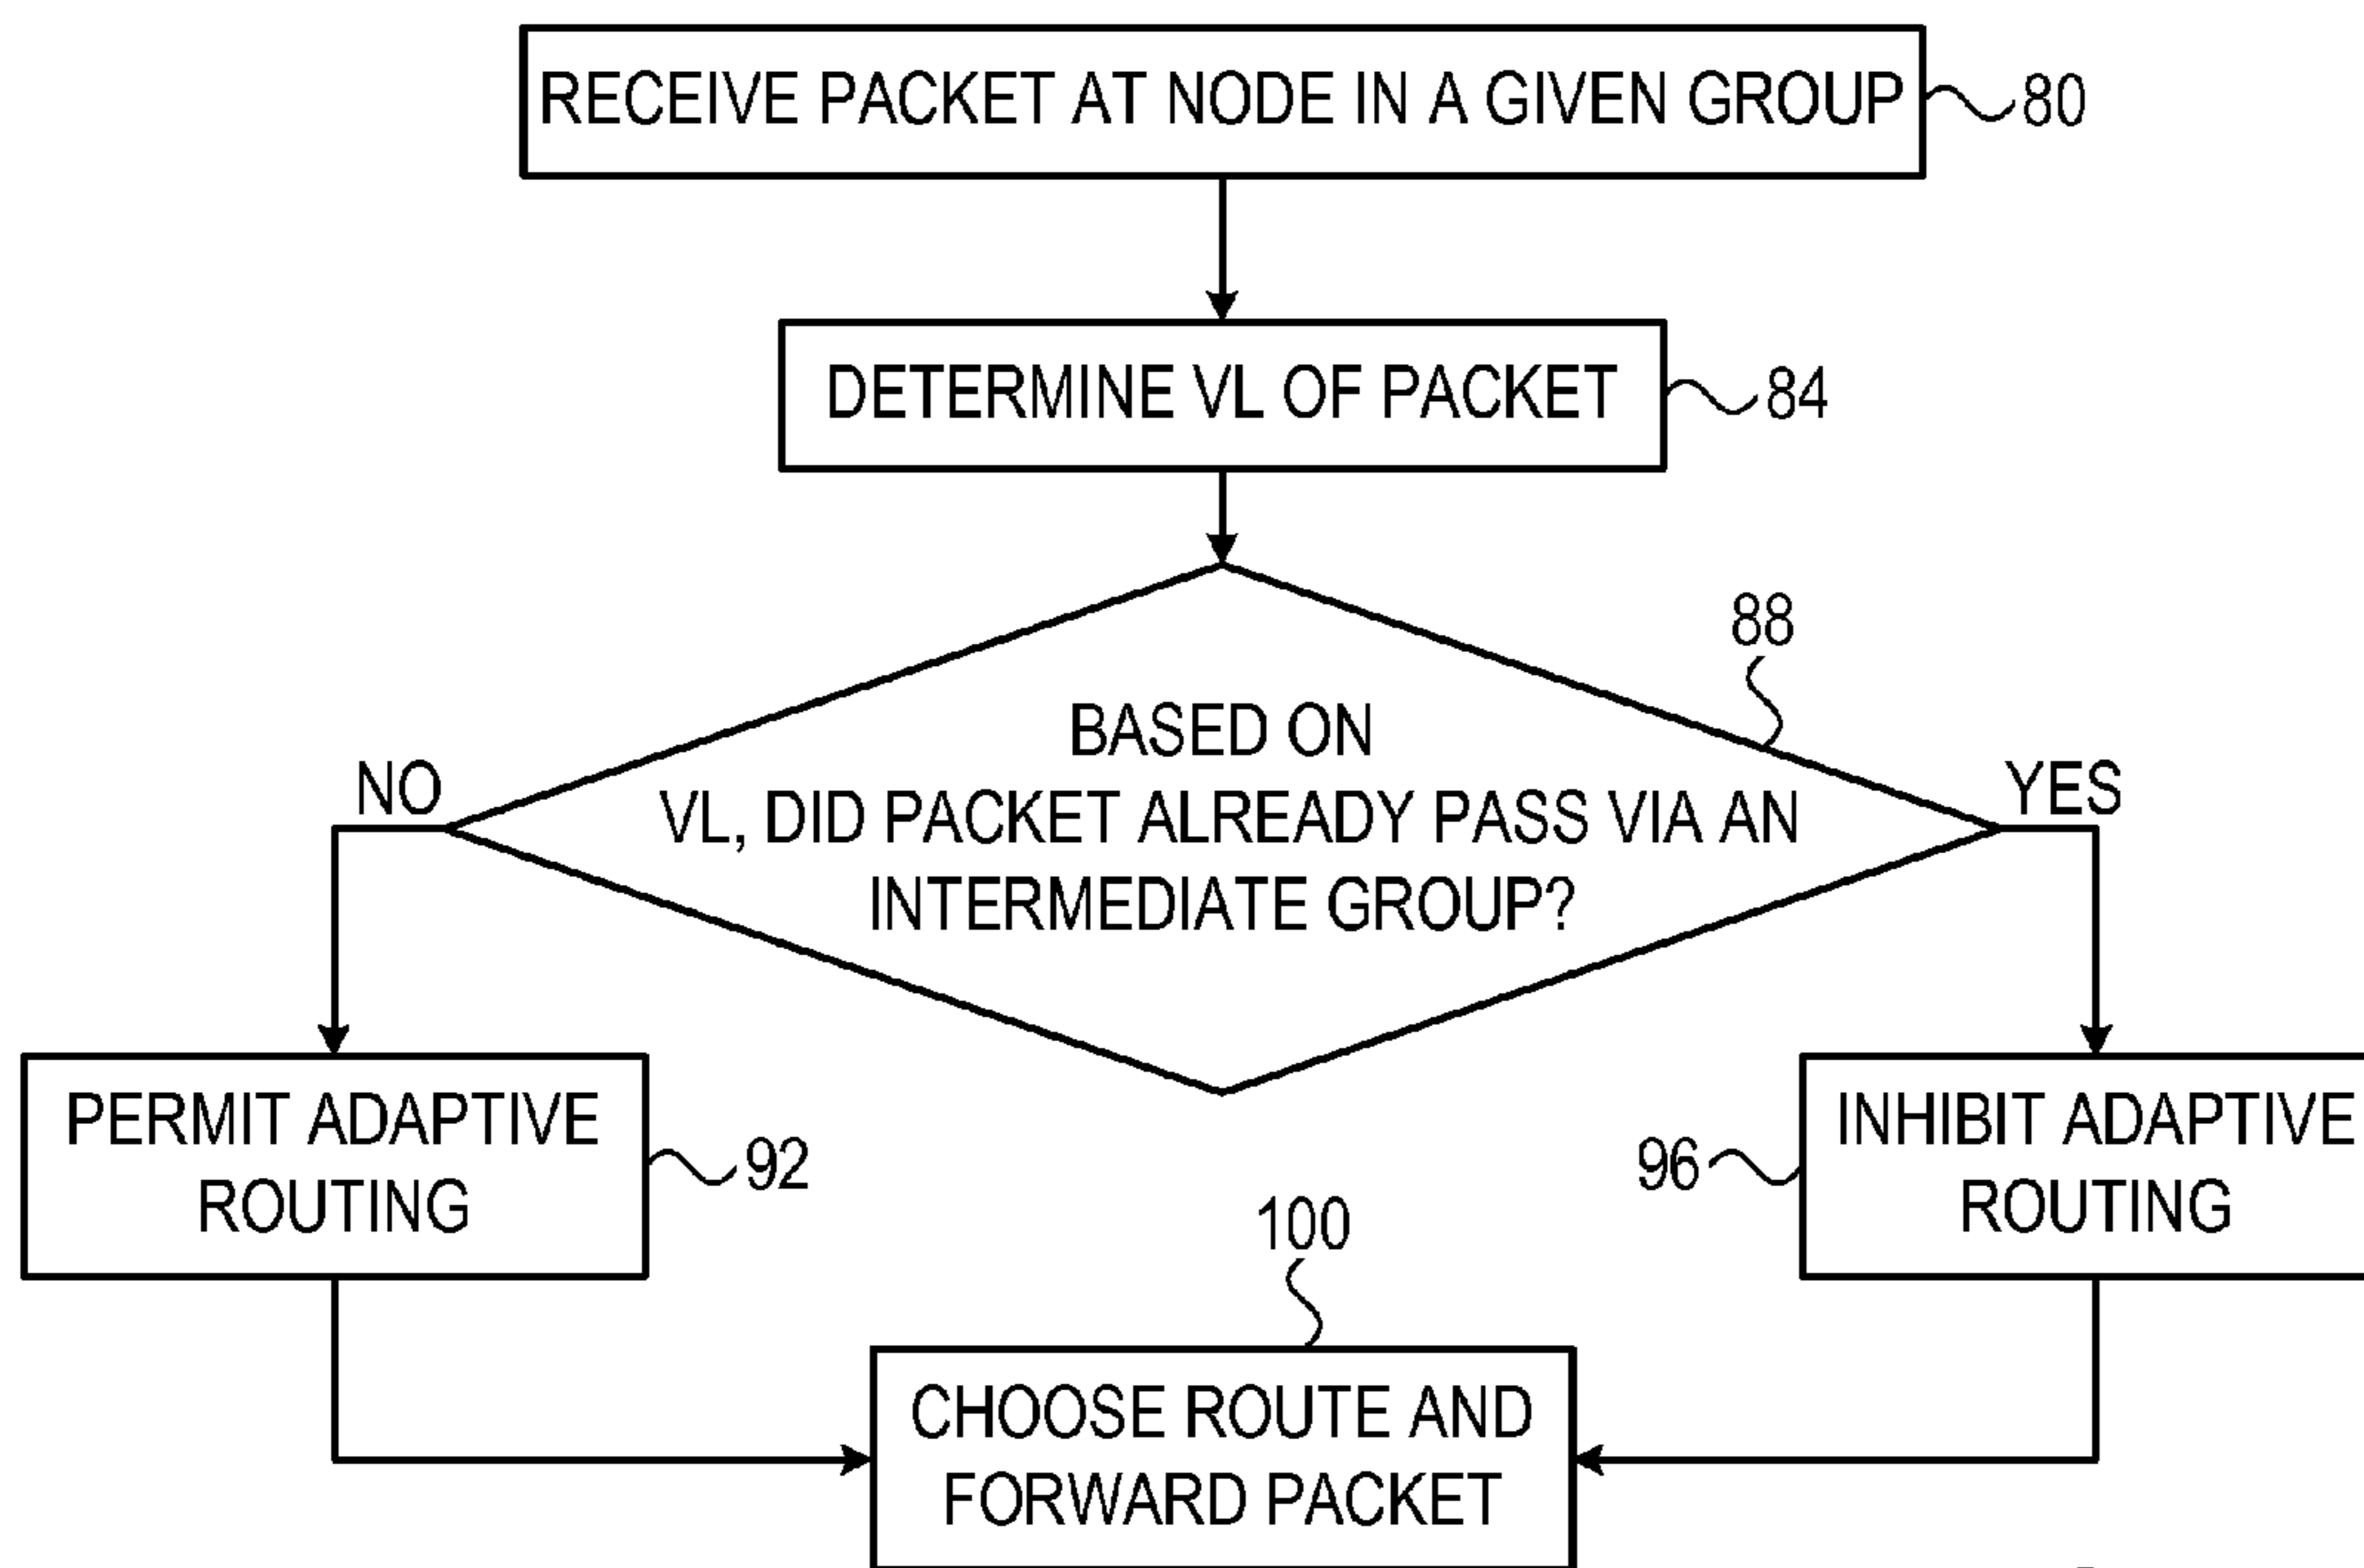 RECEIVE PACKET AT NODE IN A GIVEN GROUP
80
DETERMINE VL OF PACKET
84
88
BASED ON
VL, DID PACKET ALREADY PASS VIA AN
INTERMEDIATE GROUP?
NO
YES
PERMIT ADAPTIVE
ROUTING
92
96
INHIBIT ADAPTIVE
ROUTING
100
CHOOSE ROUTE AND
FORWARD PACKET